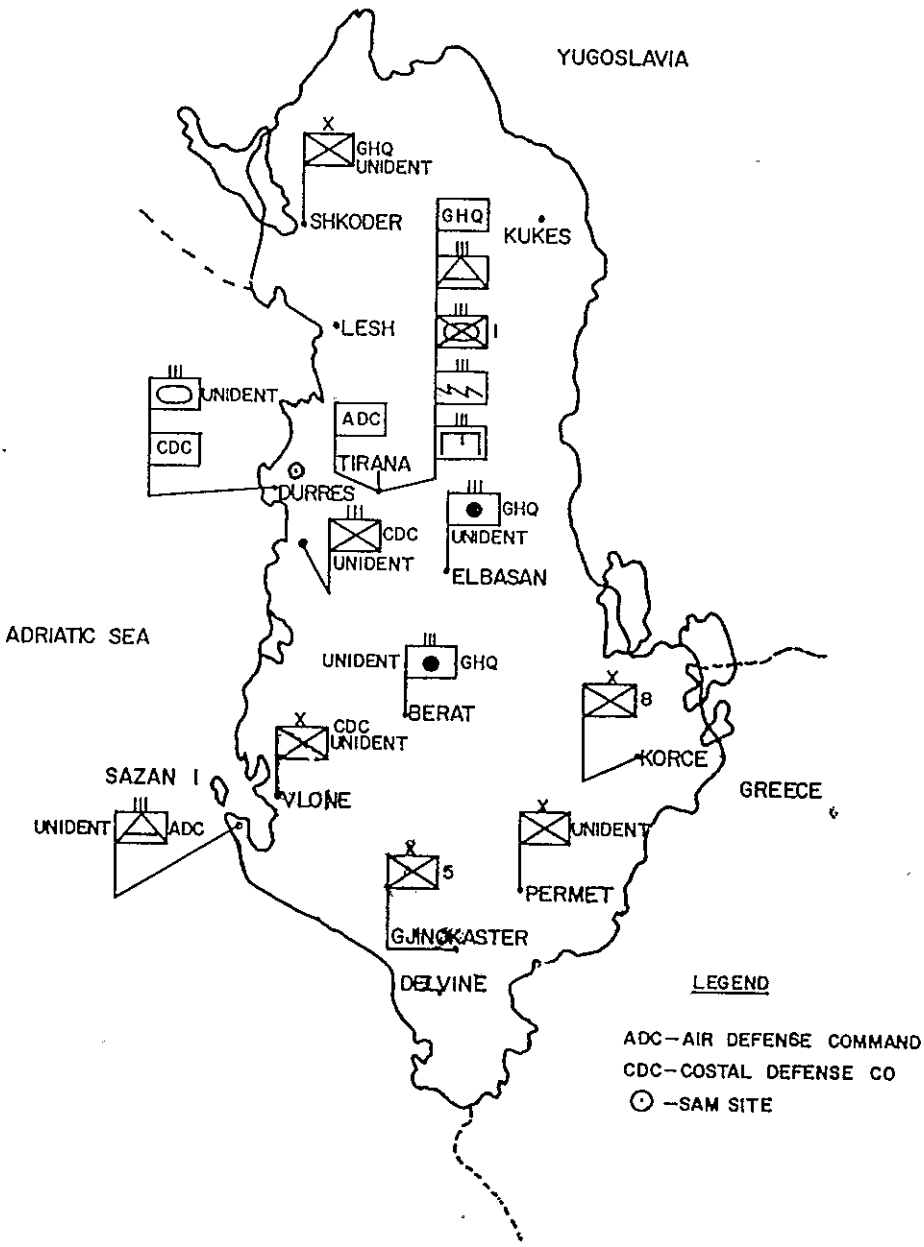 YUGOSLAVIA
X
GHQ
UNIDENT
SHKODER
GHQ
KUKES
III
LESH
III
1
III
UNIDENT
III
ADC
CDC
III
TIRANA
DURRES
III
GHQ
UNIDENT
III
CDC
UNIDENT
ELBASAN
ADRIATIC SEA
III
UNIDENT
GHQ
BERAT
X
8
KORCE
X
CDC
UNIDENT
VLONE
SAZAN I
GREECE
III
UNIDENT
ADC
X
UNIDENT
PERMET
X
5
GJINOKASTER
DELVINE
LEGEND
ADC-AIR DEFENSE COMMAND
CDC-COSTAL DEFENSE CO
-SAM SITE